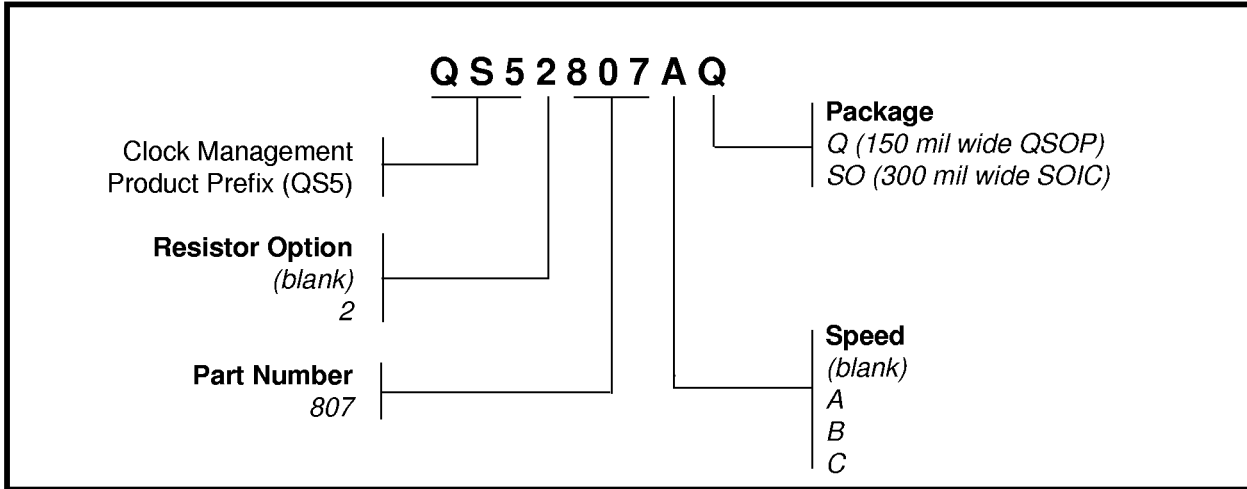 QS52807AQ
Clock Management
Product Prefix (QS5)
Resistor Option
(blank)
2
Part Number
807
Package
Q (150 mil wide QSOP)
SO (300 mil wide SOIC)
Speed
(blank)
A
B
C